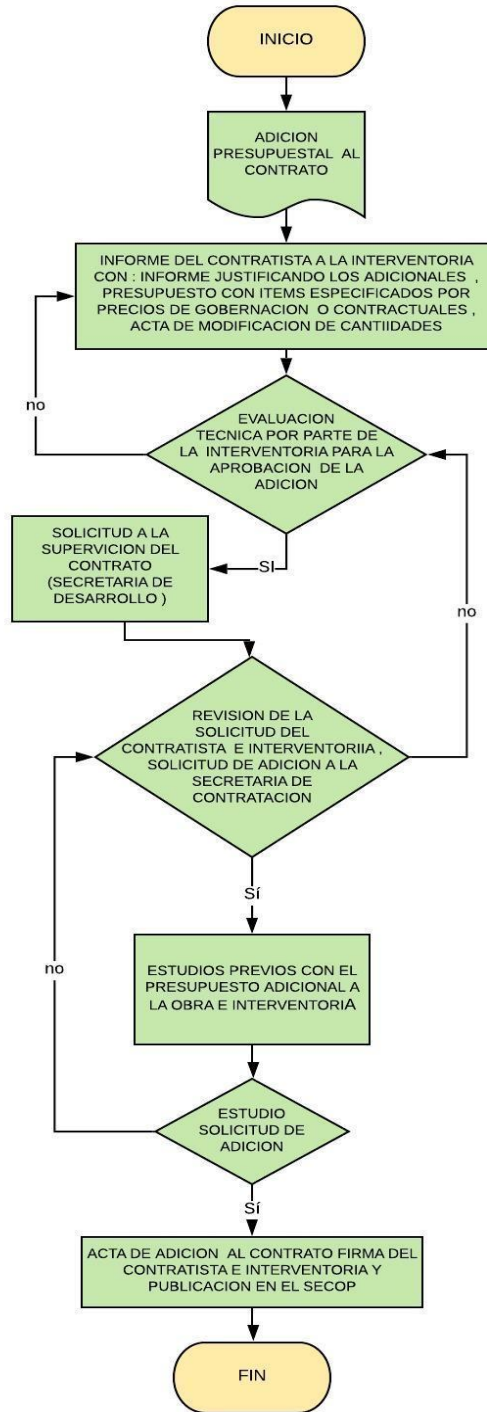 INICIO
ADICION
PRESUPUESTAL AL
CONTRATO
INFORME DEL CONTRATISTA A LA INTERVENTORIA
CON : INFORME JUSTIFICANDO LOS ADICIONALES ,
PRESUPUESTO CON ITEMS ESPECIFICADOS POR
PRECIOS DE GOBERNACION O CONTRACTUALES ,
ACTA DE MODIFICACION DE CANTIIDADES
no
EVALUACION
TECNICA POR PARTE DE
LA INTERVENTORIA PARA LA
APROBACION DE LA
ADICION
SOLICITUD A LA
SUPERVICION DEL
CONTRATO
(SECRETARIA DE
DESARROLLO )
SI
no
REVISION DE LA
SOLICITUD DEL
CONTRATISTA E INTERVENTORIIA ,
SOLICITUD DE ADICION A LA
SECRETARIA DE
CONTRATACION
Sí
no
ESTUDIOS PREVIOS CON EL
PRESUPUESTO ADICIONAL A
LA OBRA E INTERVENTORIA
ESTUDIO
SOLICITUD DE
ADICION
Sí
ACTA DE ADICION AL CONTRATO FIRMA DEL
CONTRATISTA E INTERVENTORIA Y
PUBLICACION EN EL SECOP
FIN